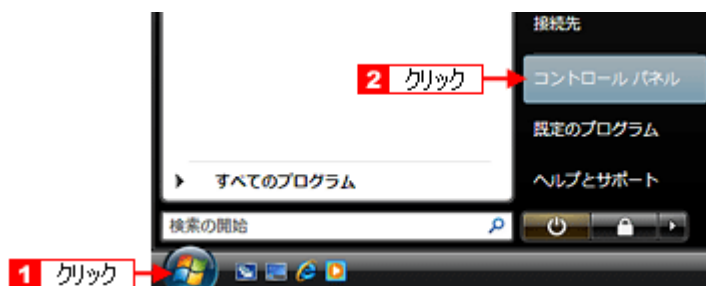 接続先
2 クリック
コントロール パネル
既定のプログラム
すべてのプログラム
ヘルプとサポート
検索の開始
1 クリック